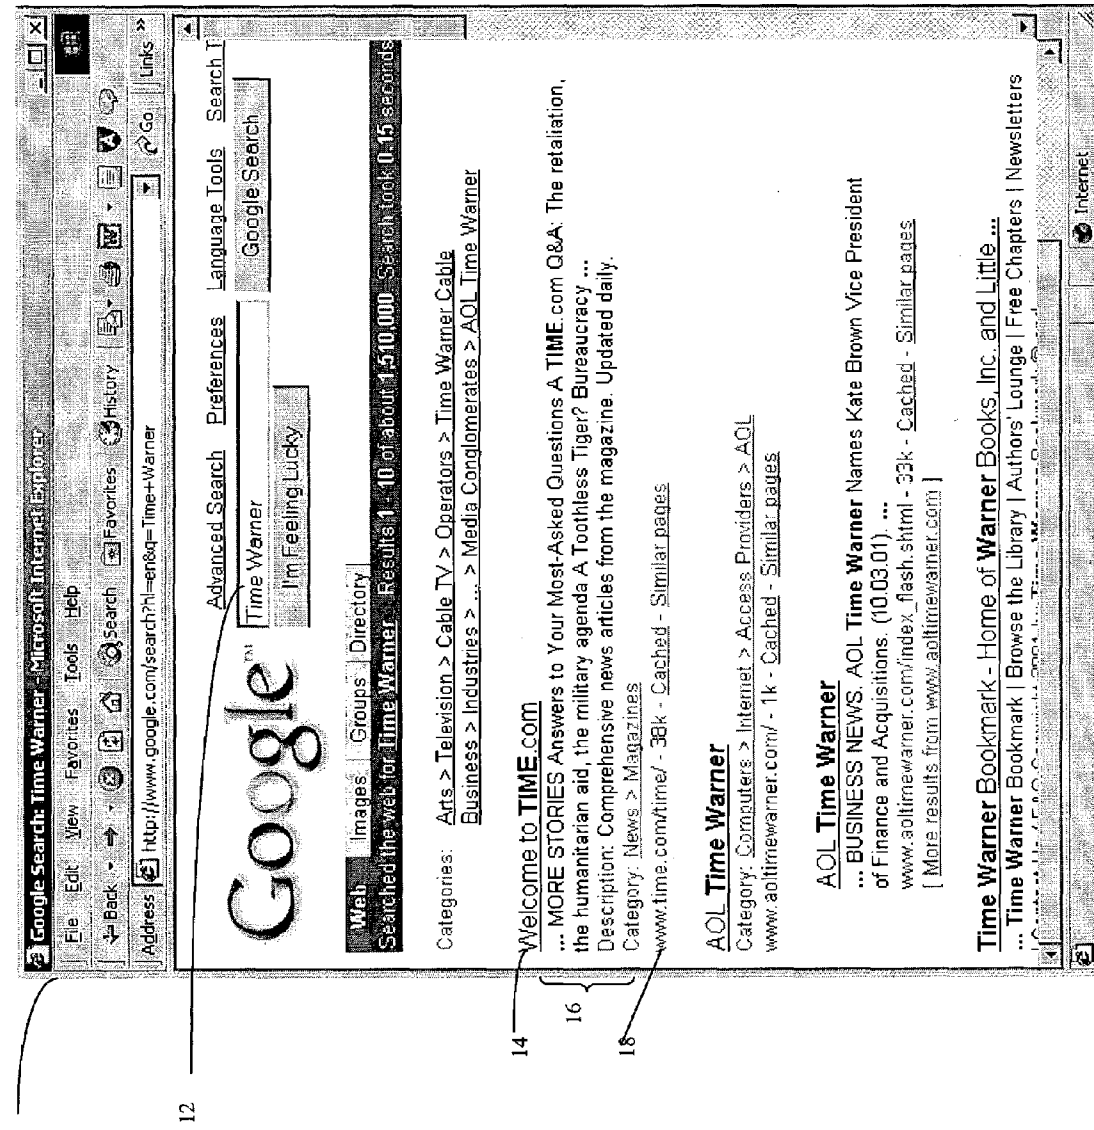 Google Search: Time Warner - Microsoft Internet Explorer
File Edit View Favorites Tools Help
Back Search Favorites History
Address http://www.google.com/search?hl=en&q=Time+Warner Go Links »
Advanced Search Preferences Language Tools Search T
Google™
12
Time Warner Google Search
I'm Feeling Lucky
Web Images Groups Directory
Searched the web for Time Warner Results 1 - 10 of about 1,510,000. Search took 0.15 seconds
Categories: Arts > Television > Cable TV > Operators > Time Warner Cable
Business > Industries > ... > Media Conglomerates > AOL Time Warner
14
Welcome to TIME.com
16
... MORE STORIES Answers to Your Most-Asked Questions A TIME.com Q&A: The retaliation,
the humanitarian aid, the military agenda A Toothless Tiger? Bureaucracy ...
Description: Comprehensive news articles from the magazine. Updated daily.
Category: News > Magazines
18
www.time.com/time/ - 38k - Cached - Similar pages
AOL Time Warner
Category: Computers > Internet > Access Providers > AOL
www.aoltimewarner.com/ - 1k - Cached - Similar pages
AOL Time Warner
... BUSINESS NEWS. AOL Time Warner Names Kate Brown Vice President
of Finance and Acquisitions. (10.03.01). ...
www.aoltimewarner.com/index_flash.shtml - 33k - Cached - Similar pages
[ More results from www.aoltimewarner.com ]
Time Warner Bookmark - Home of Warner Books, Inc. and Little ...
... Time Warner Bookmark | Browse the Library | Authors' Lounge | Free Chapters | Newsletters
Internet